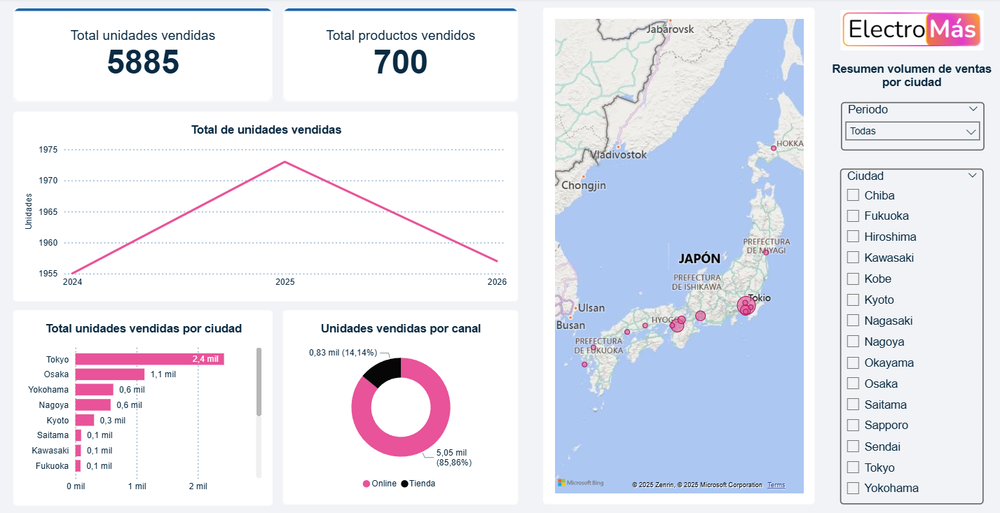 Total unidades vendidas
5885
Total productos vendidos
700
Total de unidades vendidas
Unidades
1975
1970
1965
1960
1955
2024
2025
2026
Total unidades vendidas por ciudad
Tokyo
2,4 mil
Osaka
1,1 mil
Yokohama
0,6 mil
Nagoya
0,6 mil
Kyoto
0,3 mil
Saitama
0,1 mil
Kawasaki
0,1 mil
Fukuoka
0,1 mil
0 mil
1 mil
2 mil
Unidades vendidas por canal
0,83 mil (14,14%)
5,05 mil
(85,86%)
Online
Tienda
Jabarovsk
Vladivostok
HOKKA
Chongjin
PREFECTURA
DE MIYAGI
JAPÓN
PREFECTURA
DE ISHIKAWA
Tokio
Ulsan
HYOGO
Busan
PREFECTURA
DE FUKUOKA
Microsoft Bing
© 2025 Zenrin, © 2025 Microsoft Corporation
Terms
ElectroMás
Resumen volumen de ventas
por ciudad
Periodo
Todas
Ciudad
Chiba
Fukuoka
Hiroshima
Kawasaki
Kobe
Kyoto
Nagasaki
Nagoya
Okayama
Osaka
Saitama
Sapporo
Sendai
Tokyo
Yokohama